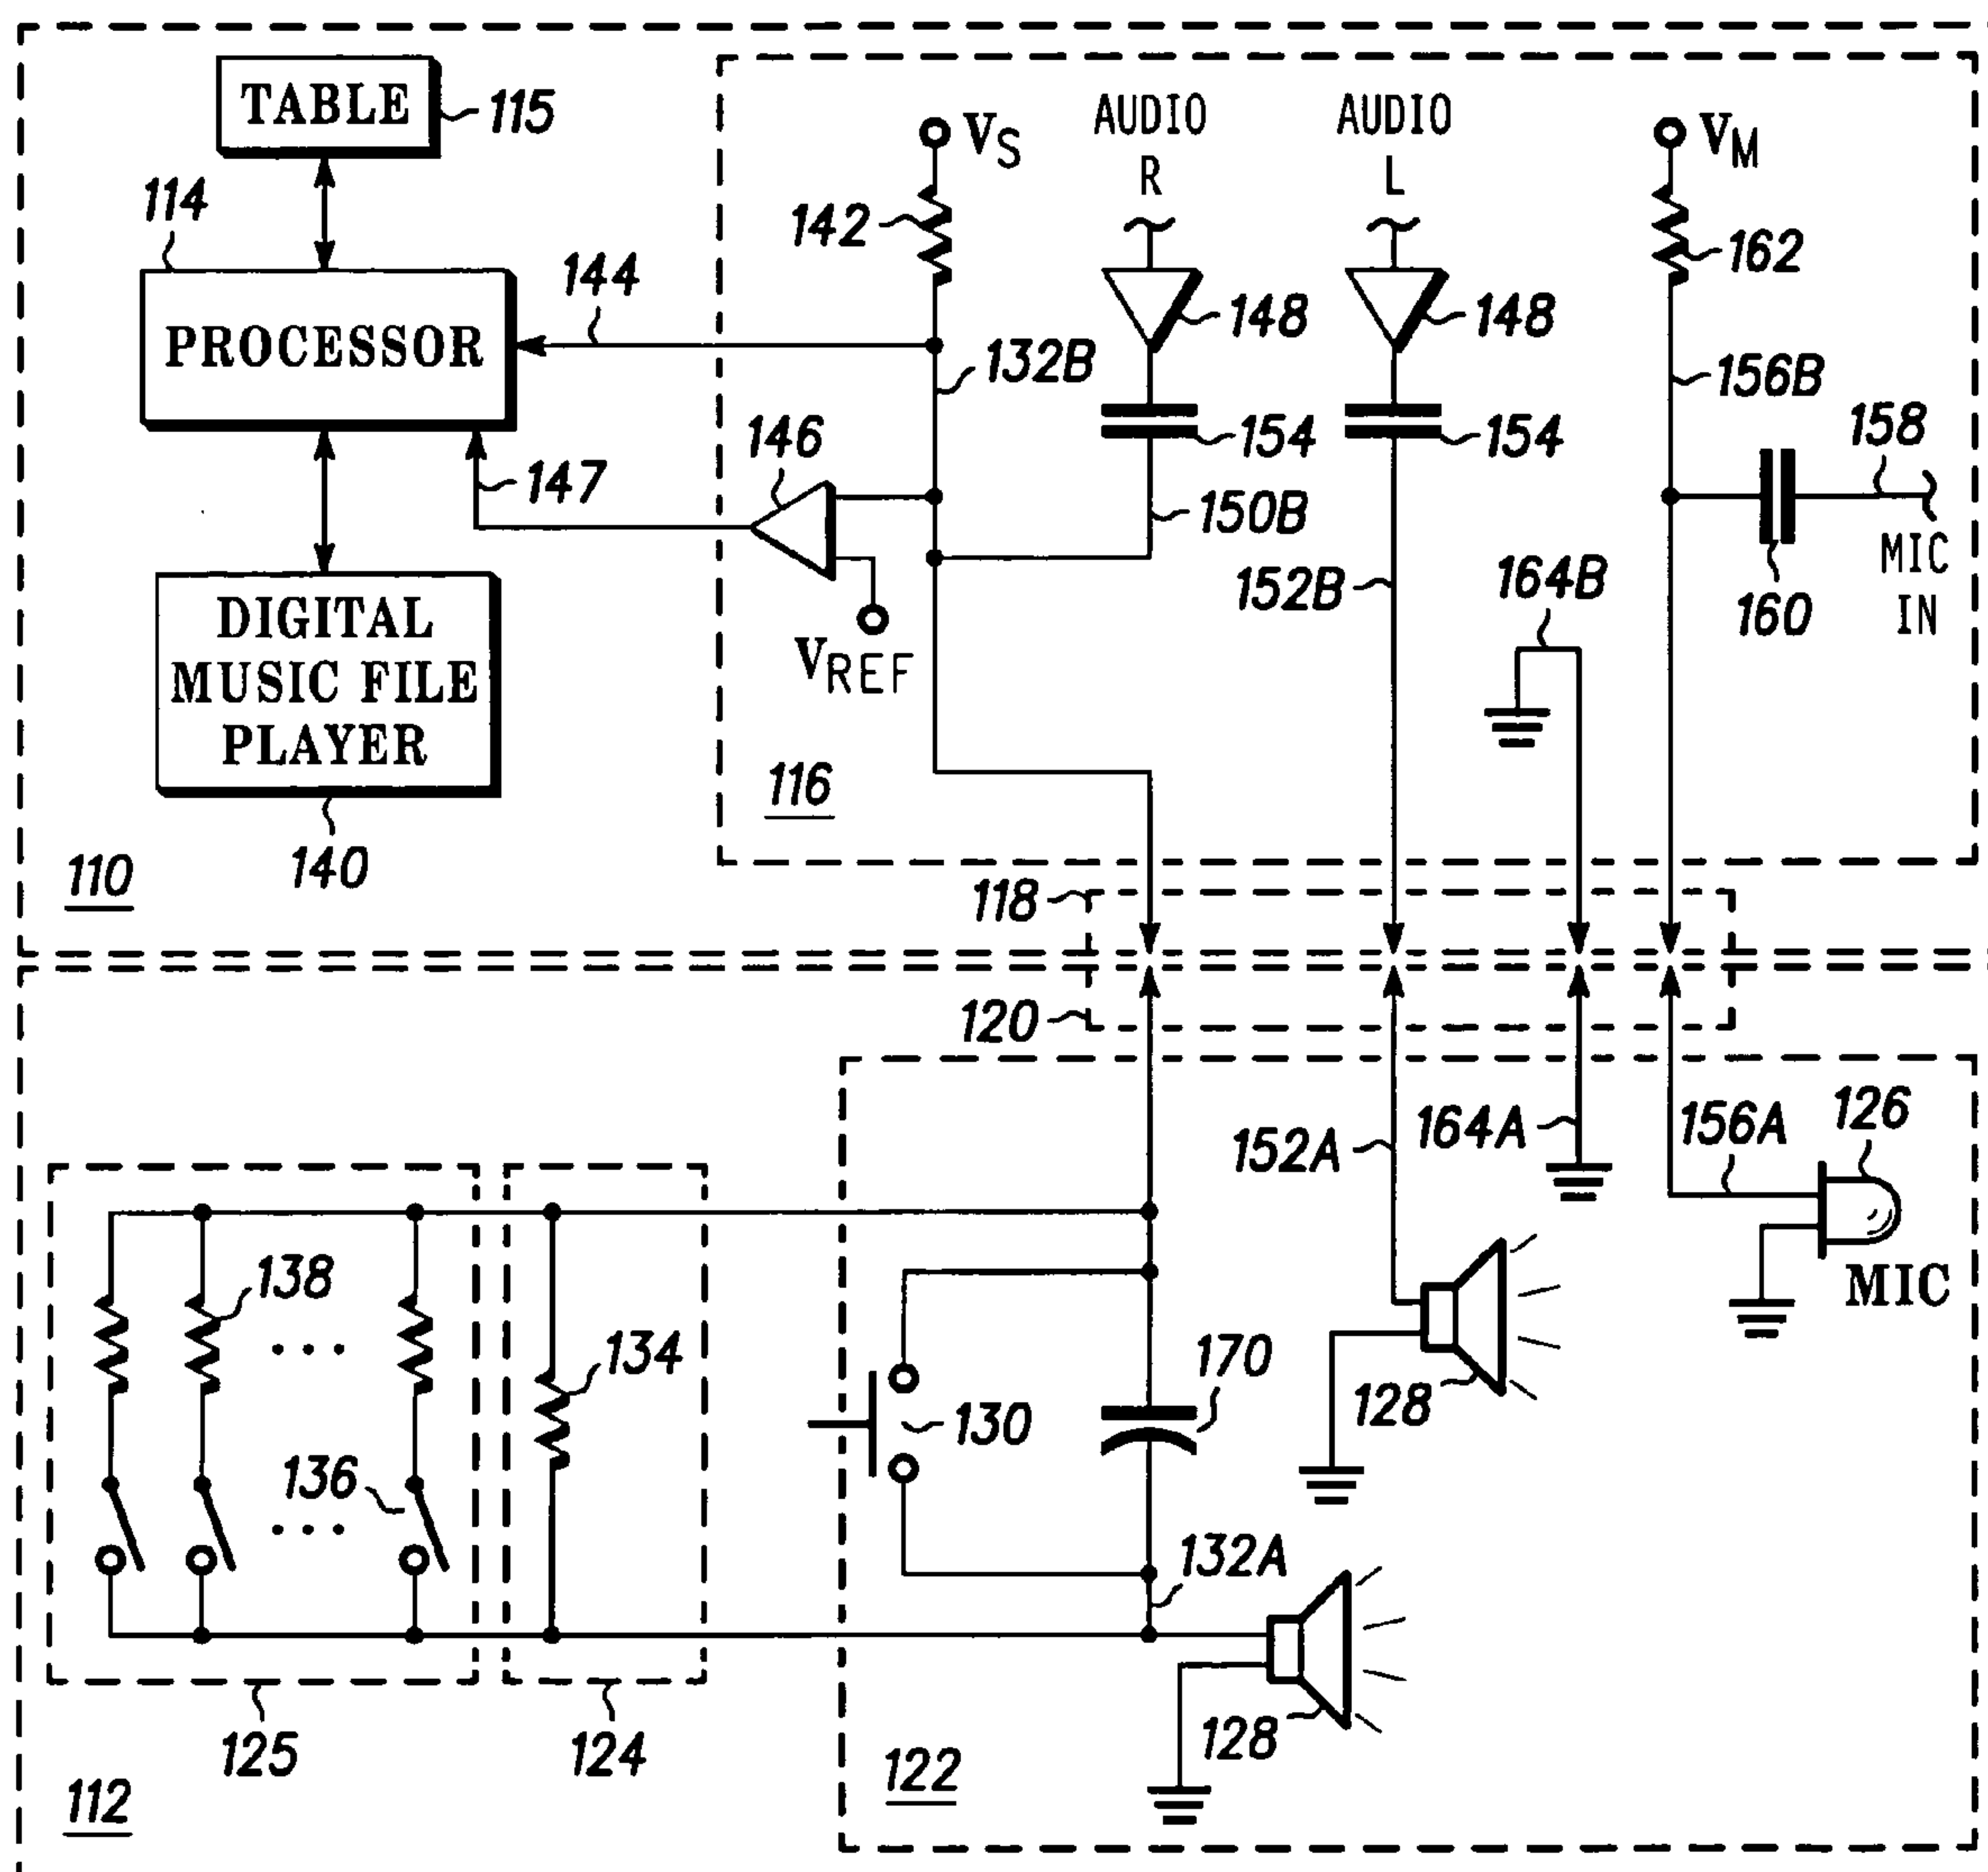 TABLE
115
114
PROCESSOR
144
147
DIGITAL
MUSIC FILE
PLAYER
140
110
VS
142
132B
146
VREF
116
AUDIO
R
148
154
150B
AUDIO
L
148
154
152B
164B
VM
162
156B
158
160
MIC
IN
118
120
152A
164A
156A
126
MIC
138
134
136
130
170
128
132A
128
125
124
122
112